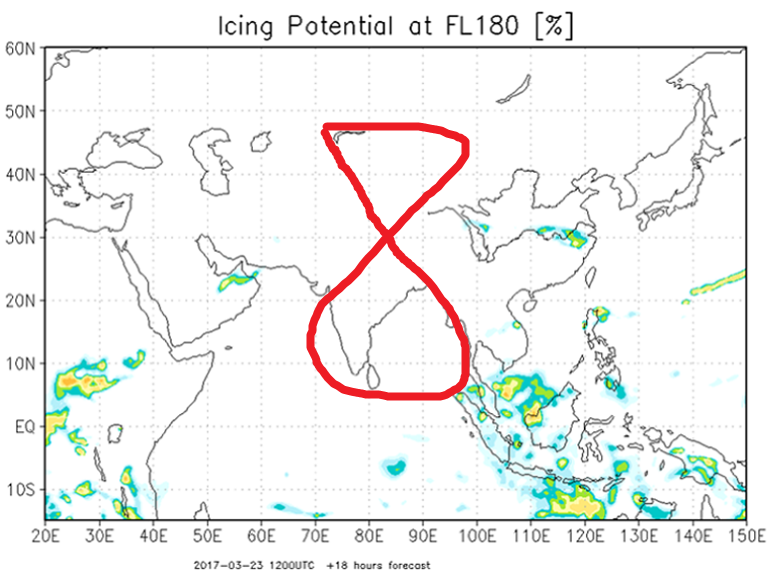 Icing Potential at FL180 [%]
60N
50N
40N
30N
20N
10N
EQ
10S
20E 30E 40E 50E 60E 70E 80E 90E 100E 110E 120E 130E 140E 150E
2017-03-23 1200UTC +18 hours forecast